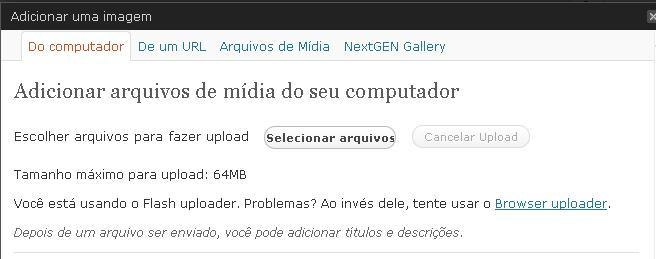 Adicionar uma imagem
Do computador De um URL Arquivos de Mídia NextGEN Gallery
Adicionar arquivos de mídia do seu computador
Escolher arquivos para fazer upload Selecionar arquivos Cancelar Upload
Tamanho máximo para upload: 64MB
Você está usando o Flash uploader. Problemas? Ao invés dele, tente usar o Browser uploader.
Depois de um arquivo ser enviado, você pode adicionar títulos e descrições.